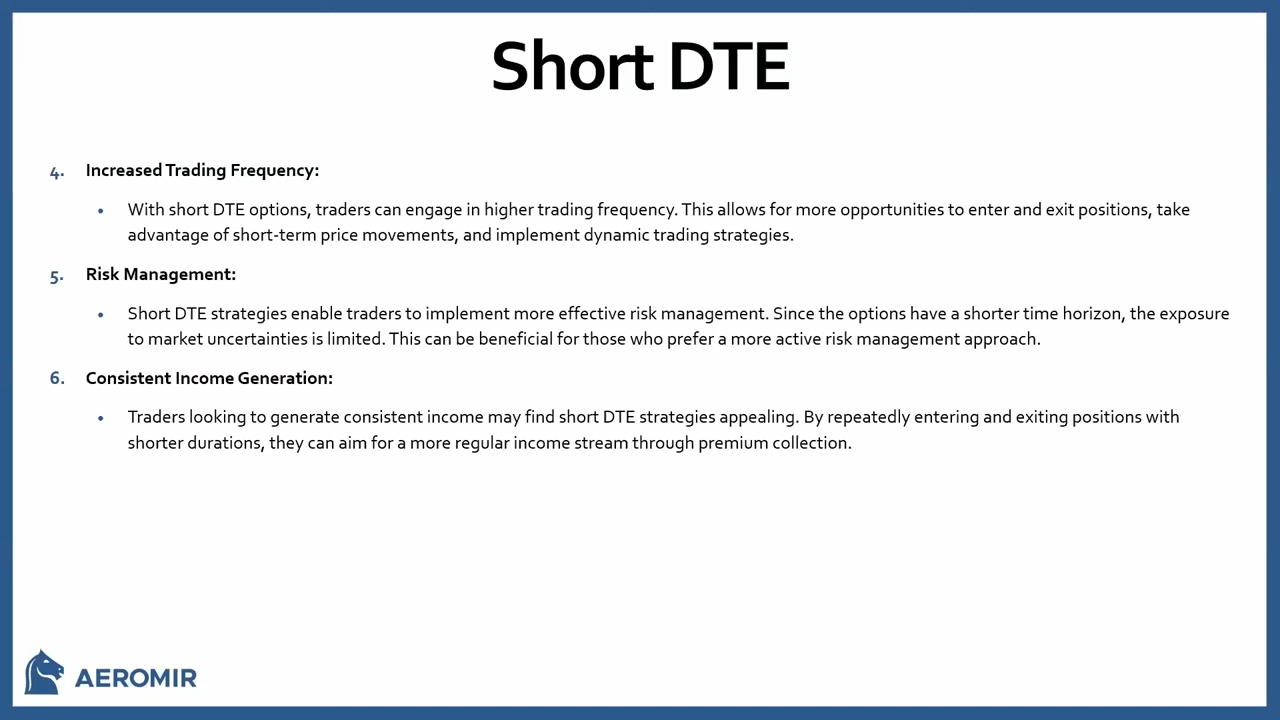 Short DTE
4. Increased Trading Frequency:
• With short DTE options, traders can engage in higher trading frequency. This allows for more opportunities to enter and exit positions, take
advantage of short-term price movements, and implement dynamic trading strategies.
5. Risk Management:
• Short DTE strategies enable traders to implement more effective risk management. Since the options have a shorter time horizon, the exposure
to market uncertainties is limited. This can be beneficial for those who prefer a more active risk management approach.
6. Consistent Income Generation:
• Traders looking to generate consistent income may find short DTE strategies appealing. By repeatedly entering and exiting positions with
shorter durations, they can aim for a more regular income stream through premium collection.
AEROMIR